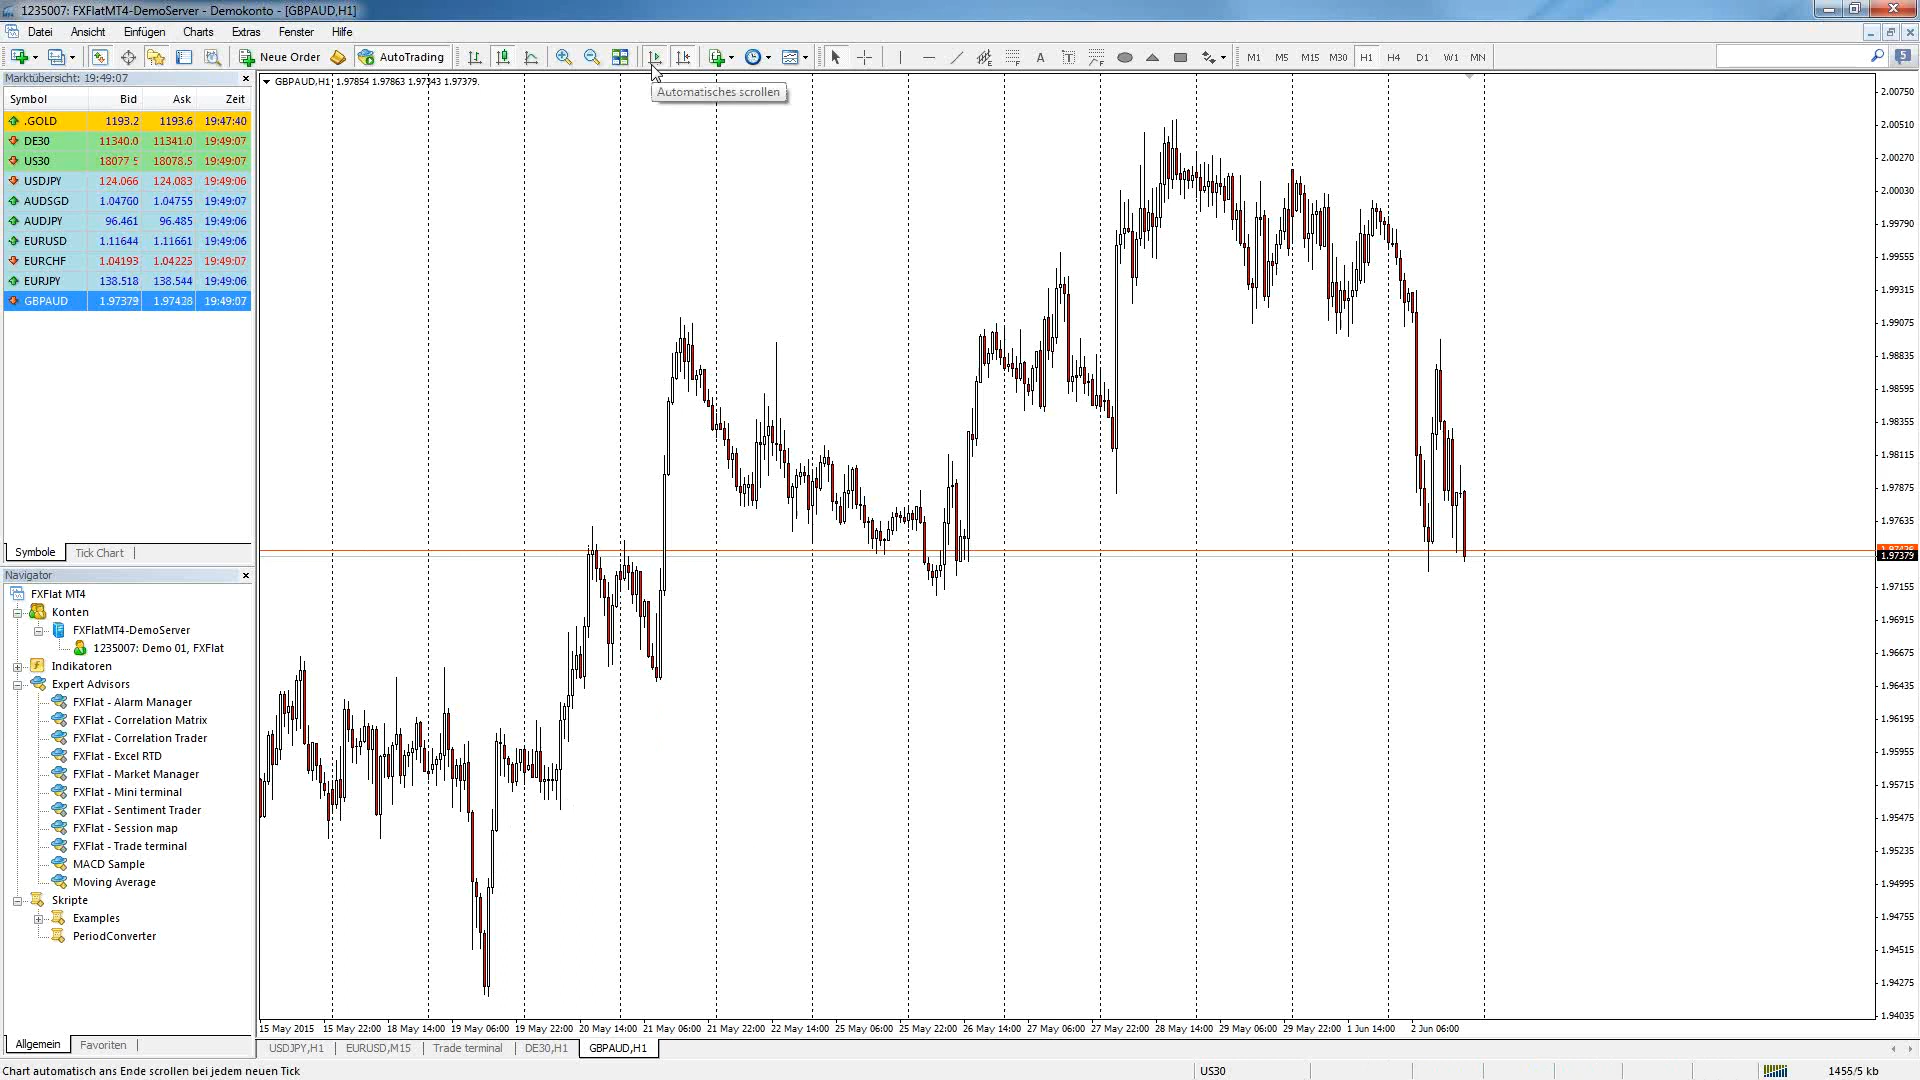 1235007: FXFlatMT4-DemoServer - Demokonto - [GBPAUD,H1]
Datei Ansicht Einfügen Charts Extras Fenster Hilfe
Neue Order AutoTrading A T M1 M5 M15 M30 H1 H4 D1 W1 MN 5
Marktübersicht: 19:49:07
Symbol Bid Ask Zeit
.GOLD 1193.2 1193.6 19:47:40
DE30 11340.0 11341.0 19:49:07
US30 18077.5 18078.5 19:49:07
USDJPY 124.066 124.083 19:49:06
AUDSGD 1.04700 1.04755 19:49:07
AUDJPY 96.461 96.485 19:49:06
EURUSD 1.11644 1.11661 19:49:06
EURCHF 1.04193 1.04225 19:49:07
EURJPY 138.518 138.544 19:49:06
GBPAUD 1.97379 1.97428 19:49:07
Symbole Tick Chart
Navigator
FXFlat MT4
Konten
FXFlatMT4-DemoServer
1235007: Demo 01, FXFlat
Indikatoren
Expert Advisors
FXFlat - Alarm Manager
FXFlat - Correlation Matrix
FXFlat - Correlation Trader
FXFlat - Excel RTD
FXFlat - Market Manager
FXFlat - Mini terminal
FXFlat - Sentiment Trader
FXFlat - Session map
FXFlat - Trade terminal
MACD Sample
Moving Average
Skripte
Examples
PeriodConverter
Allgemein Favoriten
GBPAUD,H1 1.97854 1.97863 1.97343 1.97379
Automatisches scrollen
2.00750
2.00510
2.00270
2.00030
1.99790
1.99555
1.99315
1.99075
1.98835
1.98595
1.98355
1.98115
1.97875
1.97635
1.97379
1.97155
1.96915
1.96675
1.96435
1.96195
1.95955
1.95715
1.95475
1.95235
1.94995
1.94755
1.94515
1.94275
1.94035
15 May 2015 15 May 22:00 18 May 14:00 19 May 06:00 19 May 22:00 20 May 14:00 21 May 06:00 21 May 22:00 22 May 14:00 25 May 06:00 25 May 22:00 26 May 14:00 27 May 06:00 27 May 22:00 28 May 14:00 29 May 06:00 29 May 22:00 1 Jun 14:00 2 Jun 06:00
USDJPY,H1 EURUSD,M15 Trade terminal DE30,H1 GBPAUD,H1
Chart automatisch ans Ende scrollen bei jedem neuen Tick US30 1455/5 kb